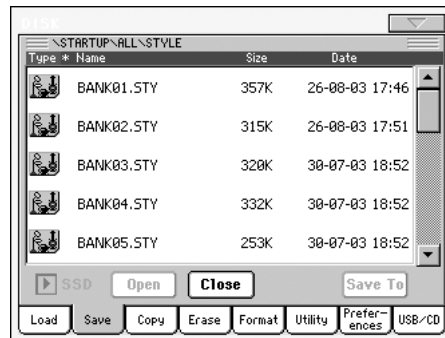 DISK
\STARTUP\ALL\STYLE
Type * Name Size Date
BANK01.STY 357K 26-08-03 17:46
BANK02.STY 315K 26-08-03 17:51
BANK03.STY 320K 30-07-03 18:52
BANK04.STY 332K 30-07-03 18:52
BANK05.STY 253K 30-07-03 18:52
SSD Open Close Save To
Load Save Copy Erase Format Utility Prefer-
ences USB/CD